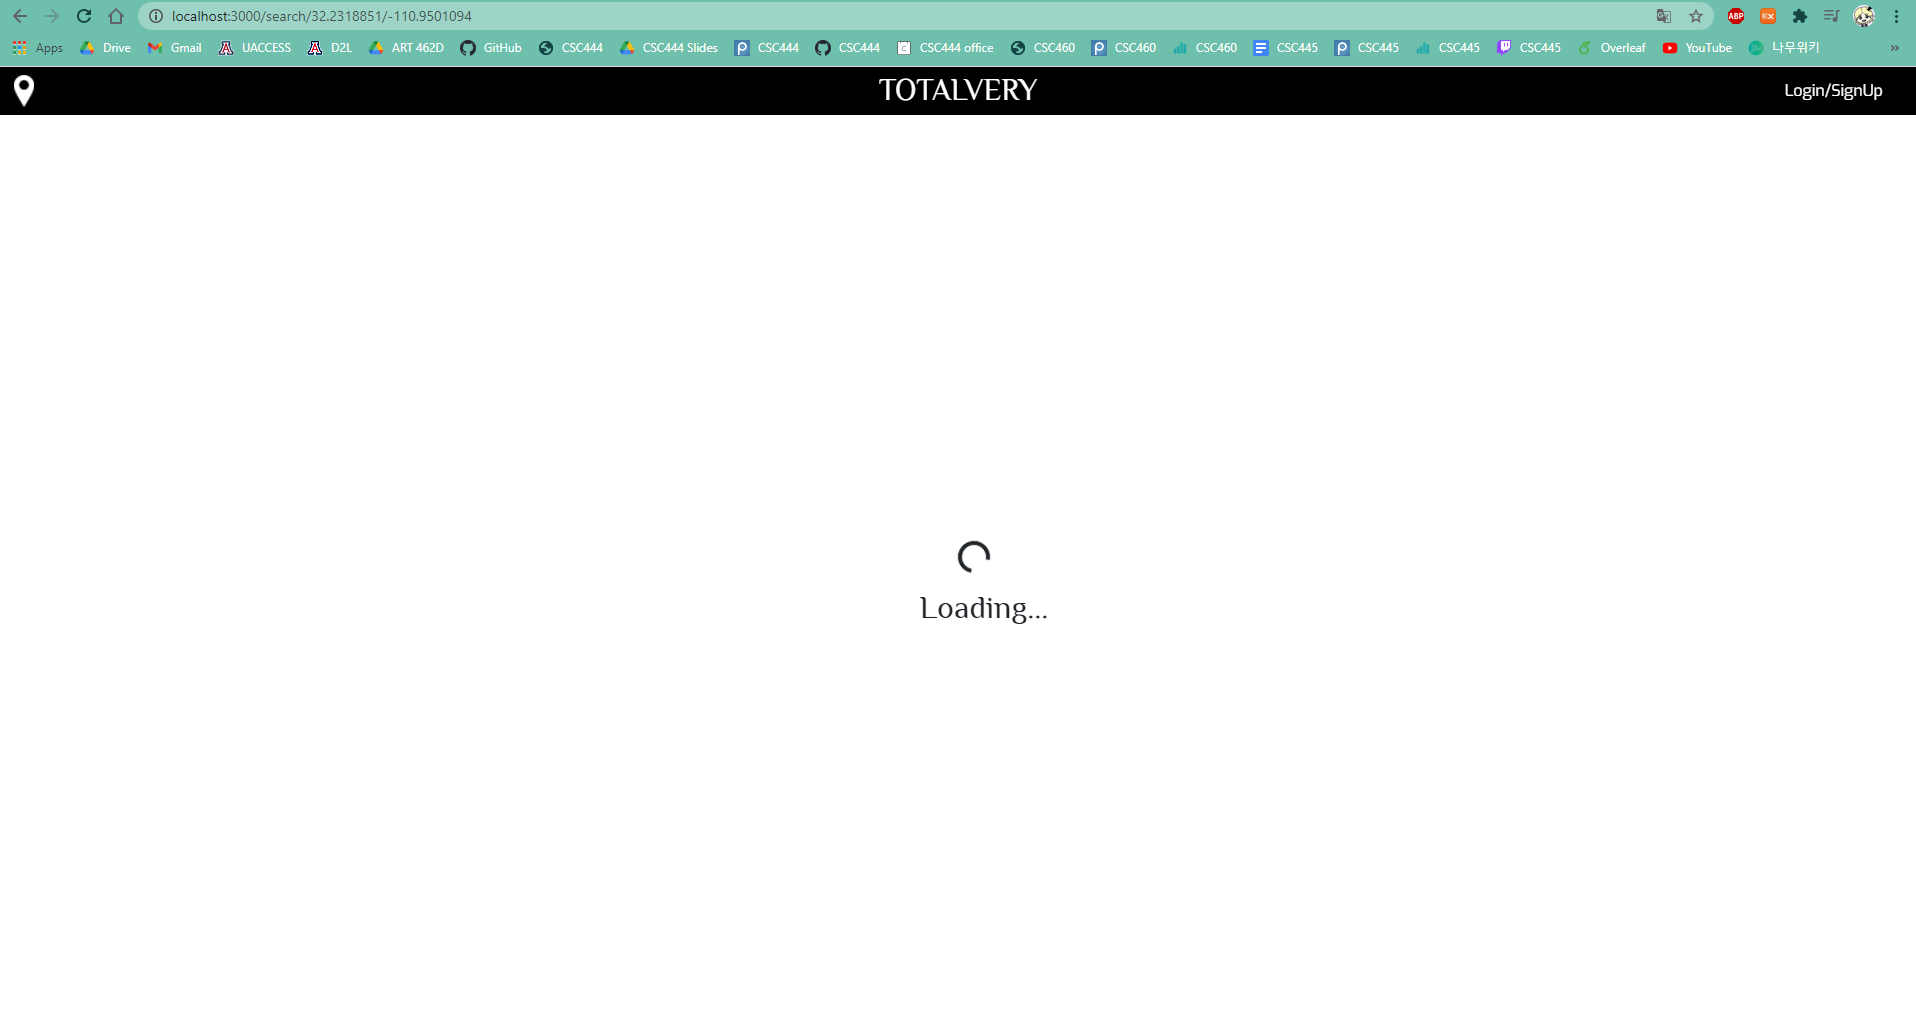 localhost:3000/search/32.2318851/-110.9501094 ABP EX
Apps Drive Gmail UACCESS D2L ART 462D GitHub CSC444 CSC444 Slides CSC444 CSC444 CSC444 office CSC460 CSC460 CSC460 CSC445 CSC445 CSC445 CSC445 Overleaf YouTube 나무위키 »
TOTALVERY Login/SignUp
Loading...